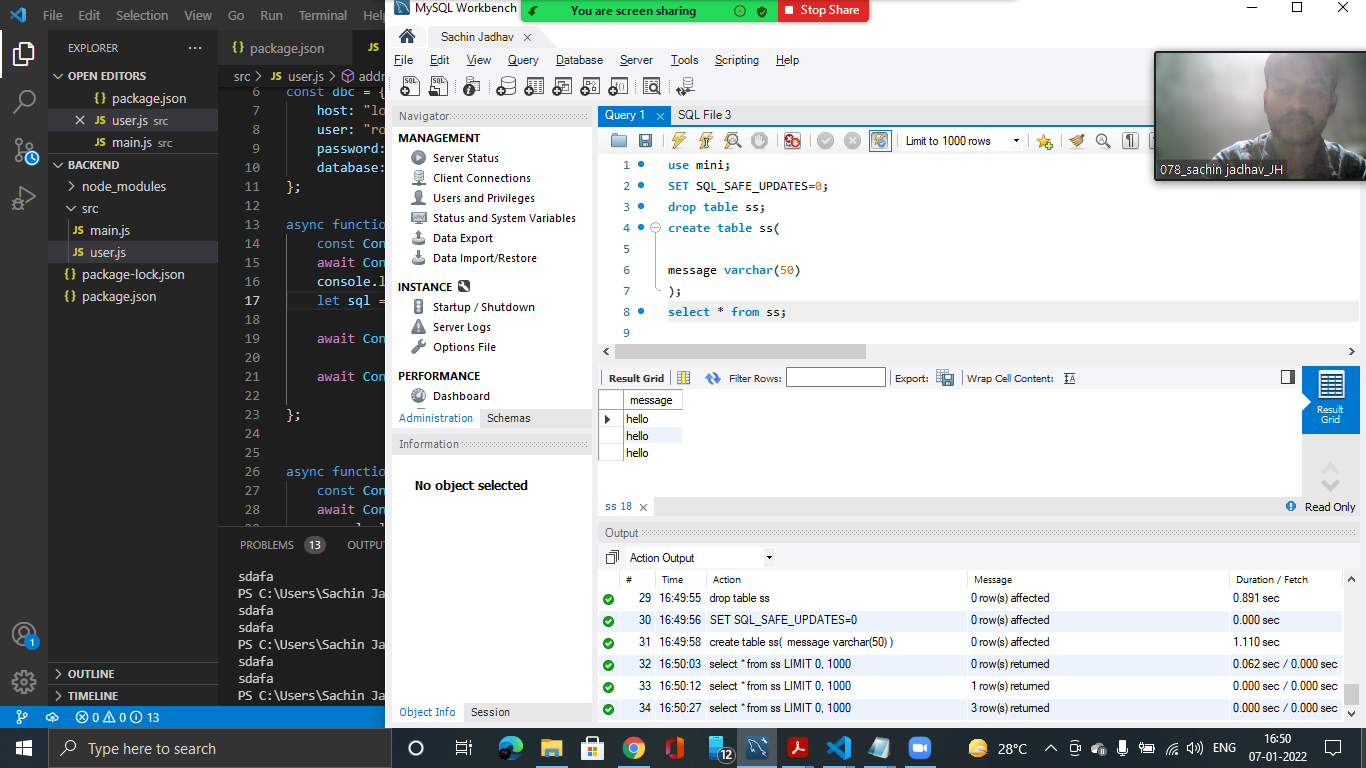 File Edit Selection View Go Run Terminal Help
MySQL Workbench
You are screen sharing
Stop Share
EXPLORER
OPEN EDITORS
package.json
user.js src
main.js src
BACKEND
node_modules
src
main.js
user.js
package-lock.json
package.json
OUTLINE
TIMELINE
package.json
JS
src > JS user.js >
6 const dbc = {
7 host: "lo
8 user: "ro
9 password:
10 database:
11 };
12
13 async function
14 const Con
15 await Con
16 console.l
17 let sql =
18
19 await Con
20
21 await Con
22
23 };
24
25
26 async function
27 const Con
28 await Con
PROBLEMS 13 OUTPUT
sdafa
PS C:\Users\Sachin Ja
sdafa
sdafa
PS C:\Users\Sachin Ja
sdafa
sdafa
PS C:\Users\Sachin Ja
0 0 13
1
Sachin Jadhav
File Edit View Query Database Server Tools Scripting Help
Navigator
MANAGEMENT
Server Status
Client Connections
Users and Privileges
Status and System Variables
Data Export
Data Import/Restore
INSTANCE
Startup / Shutdown
Server Logs
Options File
PERFORMANCE
Dashboard
Administration Schemas
Information
No object selected
Object Info Session
Query 1 SQL File 3
Limit to 1000 rows
1 use mini;
2 SET SQL_SAFE_UPDATES=0;
3 drop table ss;
4 create table ss(
5
6 message varchar(50)
7 );
8 select * from ss;
9
078_sachin jadhav_JH
Result Grid Filter Rows: Export: Wrap Cell Content:
message
hello
hello
hello
Result
Grid
ss 18
Read Only
Output
Action Output
# Time Action Message Duration / Fetch
29 16:49:55 drop table ss 0 row(s) affected 0.891 sec
30 16:49:56 SET SQL_SAFE_UPDATES=0 0 row(s) affected 0.000 sec
31 16:49:58 create table ss( message varchar(50) ) 0 row(s) affected 1.110 sec
32 16:50:03 select * from ss LIMIT 0, 1000 0 row(s) returned 0.062 sec / 0.000 sec
33 16:50:12 select * from ss LIMIT 0, 1000 1 row(s) returned 0.000 sec / 0.000 sec
34 16:50:27 select * from ss LIMIT 0, 1000 3 row(s) returned 0.000 sec / 0.000 sec
Type here to search
12
28°C
ENG
16:50
07-01-2022